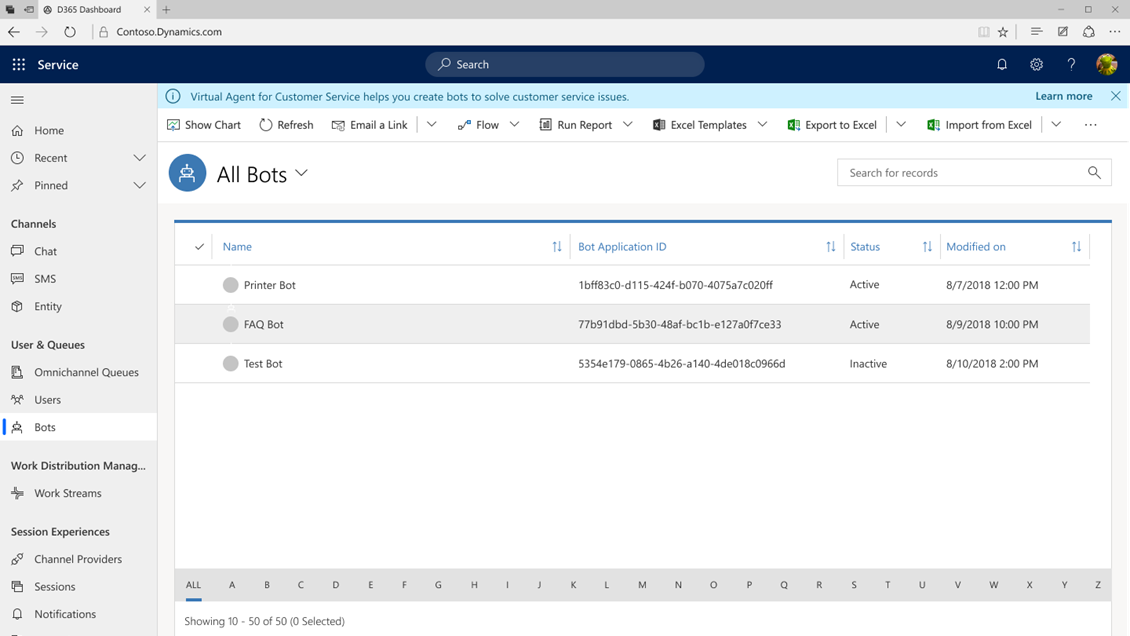 D365 Dashboard
Contoso.Dynamics.com
Service
Search
Virtual Agent for Customer Service helps you create bots to solve customer service issues.
Learn more
Show Chart
Refresh
Email a Link
Flow
Run Report
Excel Templates
Export to Excel
Import from Excel
Home
Recent
Pinned
Channels
Chat
SMS
Entity
User & Queues
Omnichannel Queues
Users
Bots
Work Distribution Manag...
Work Streams
Session Experiences
Channel Providers
Sessions
Notifications
All Bots
Search for records
Name Bot Application ID Status Modified on
Printer Bot 1bff83c0-d115-424f-b070-4075a7c020ff Active 8/7/2018 12:00 PM
FAQ Bot 77b91dbd-5b30-48af-bc1b-e127a0f7ce33 Active 8/9/2018 10:00 PM
Test Bot 5354e179-0865-4b26-a140-4de018c0966d Inactive 8/10/2018 2:00 PM
ALL A B C D E F G H I J K L M N O P Q R S T U V W X Y Z
Showing 10 - 50 of 50 (0 Selected)